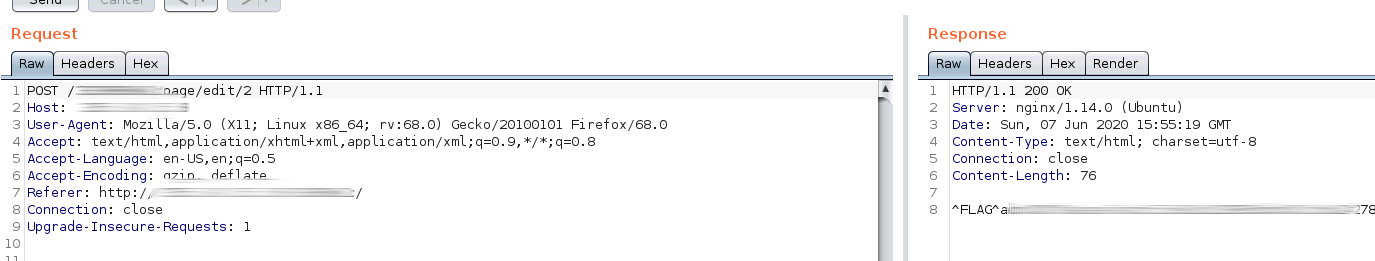 Send Cancel < >
Request
Raw Headers Hex
1 POST / page/edit/2 HTTP/1.1
2 Host:
3 User-Agent: Mozilla/5.0 (X11; Linux x86_64; rv:68.0) Gecko/20100101 Firefox/68.0
4 Accept: text/html,application/xhtml+xml,application/xml;q=0.9,*/*;q=0.8
5 Accept-Language: en-US,en;q=0.5
6 Accept-Encoding: gzip, deflate
7 Referer: http:/ /
8 Connection: close
9 Upgrade-Insecure-Requests: 1
10
11
Response
Raw Headers Hex Render
1 HTTP/1.1 200 OK
2 Server: nginx/1.14.0 (Ubuntu)
3 Date: Sun, 07 Jun 2020 15:55:19 GMT
4 Content-Type: text/html; charset=utf-8
5 Connection: close
6 Content-Length: 76
7
8 ^FLAG^a 78